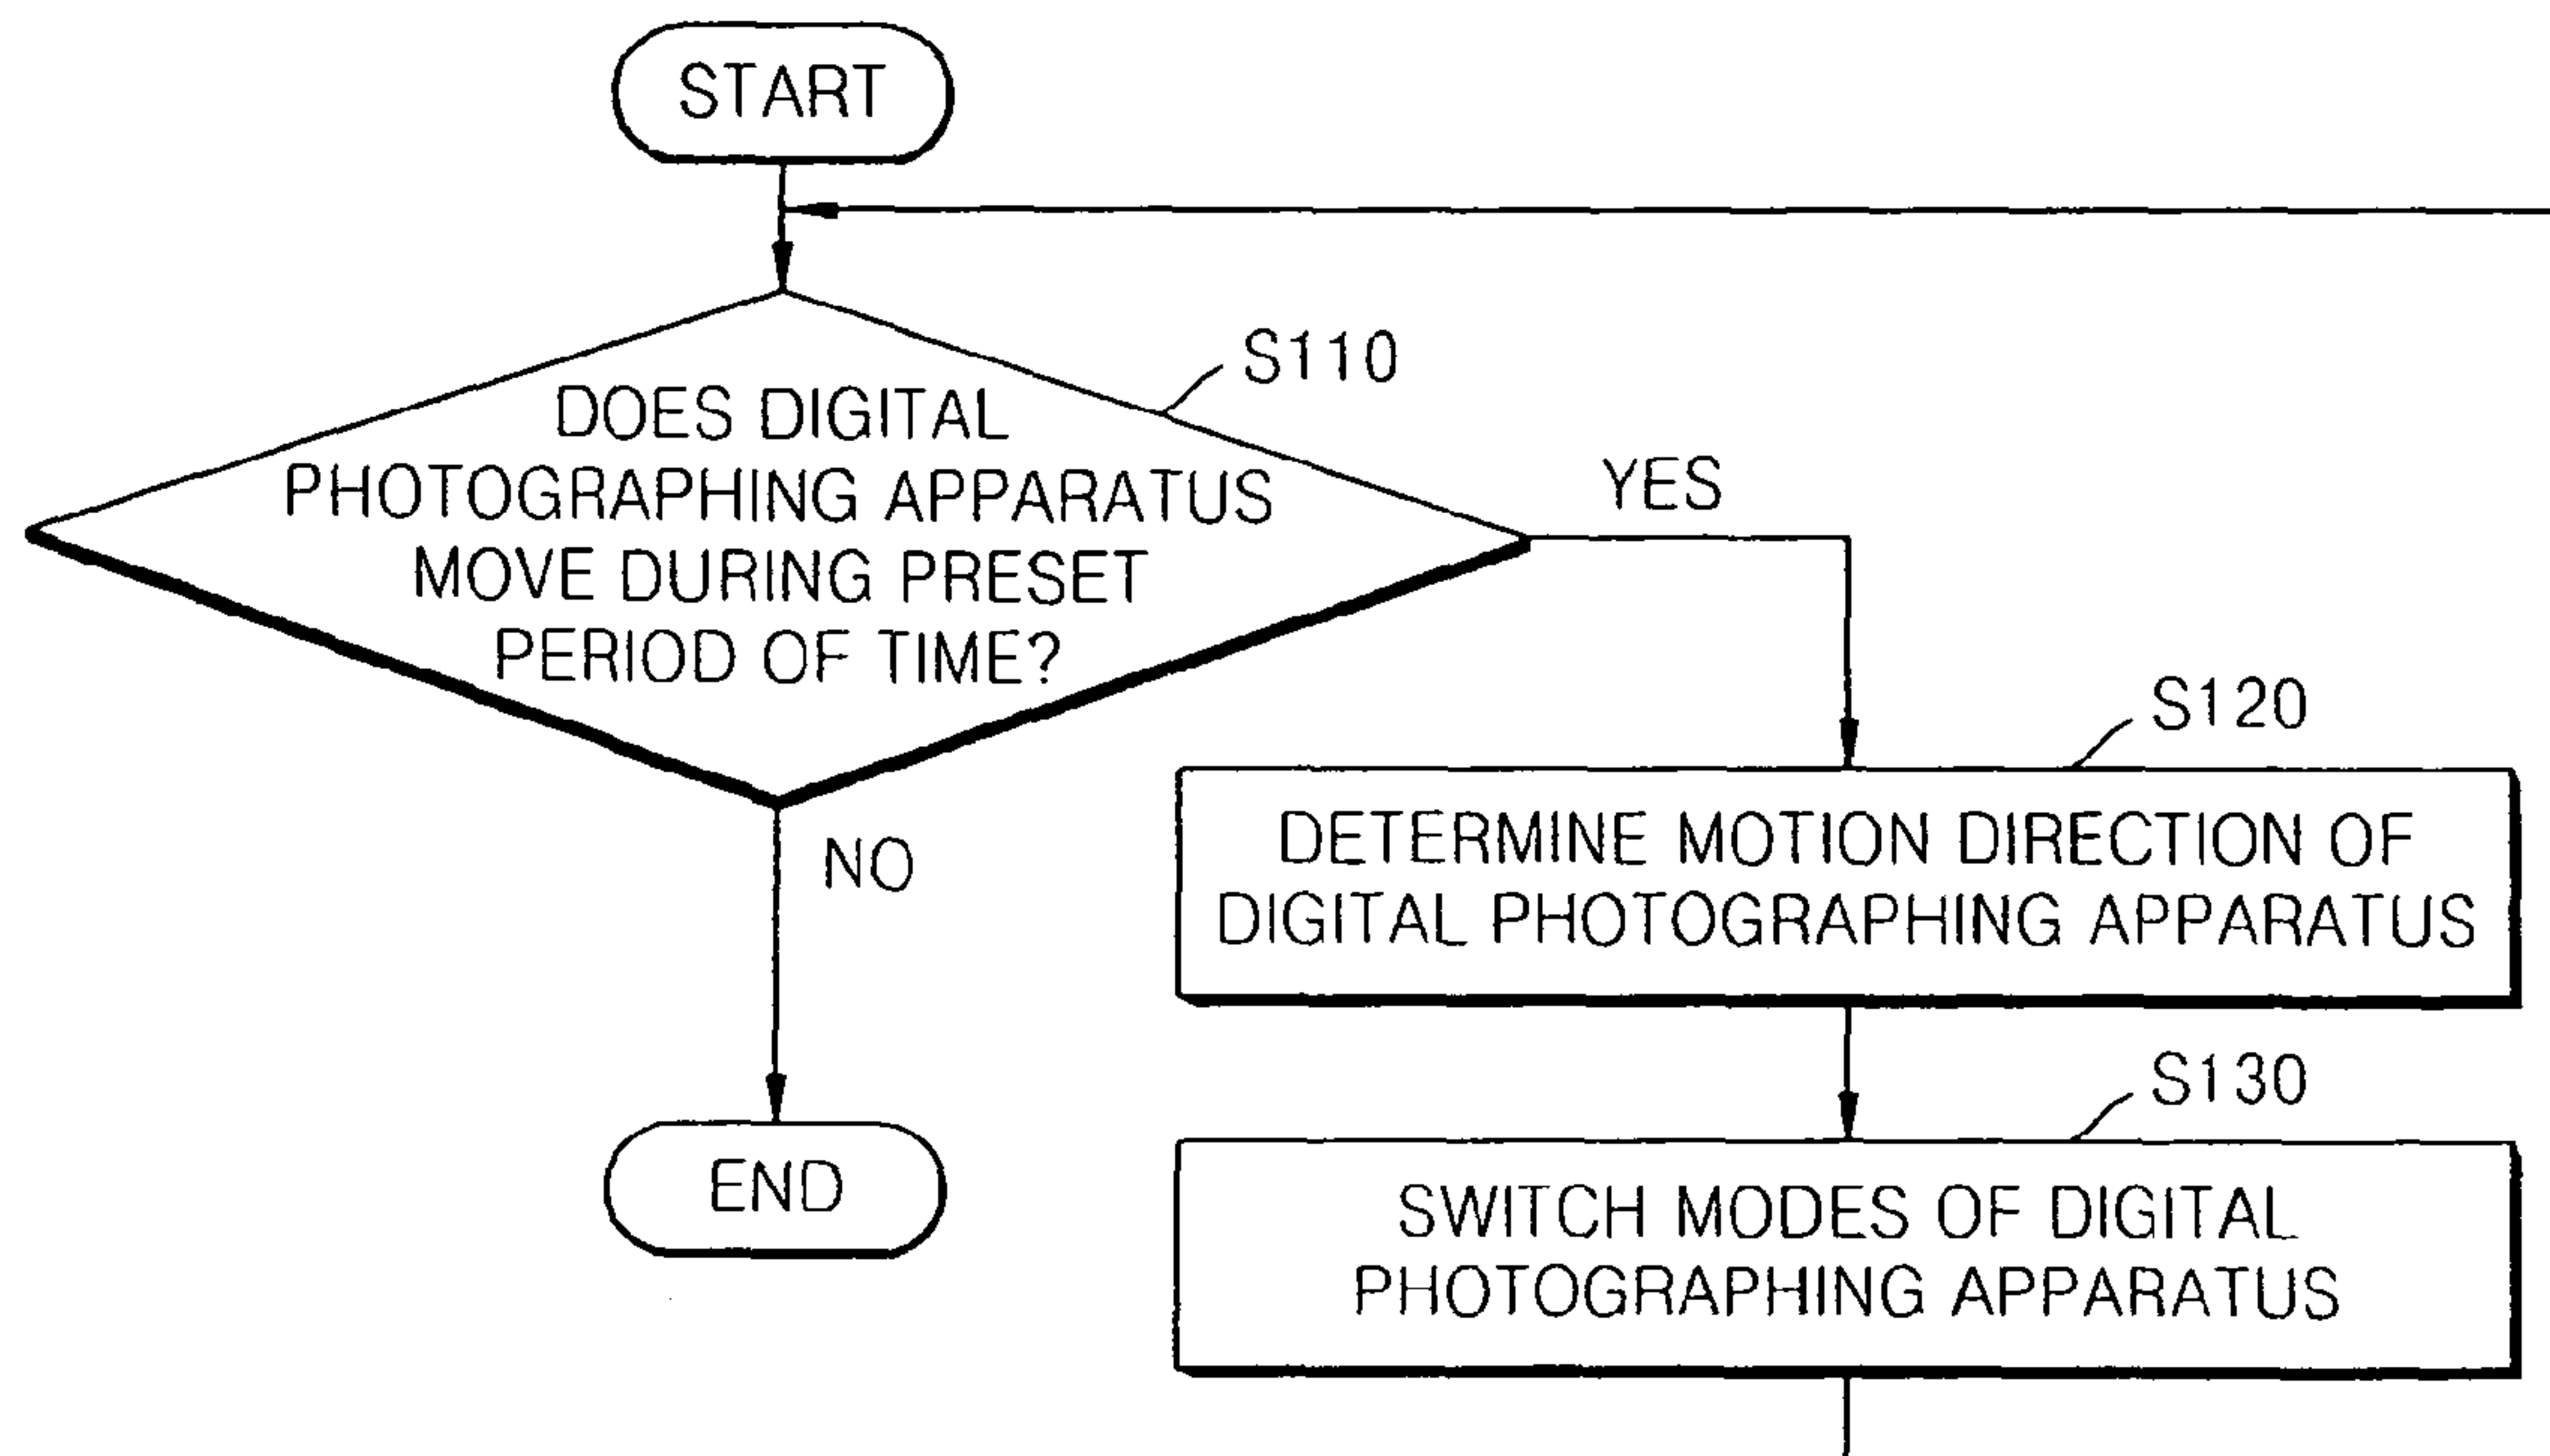 START
S110
DOES DIGITAL
PHOTOGRAPHING APPARATUS
MOVE DURING PRESET
PERIOD OF TIME?
YES
NO
S120
DETERMINE MOTION DIRECTION OF
DIGITAL PHOTOGRAPHING APPARATUS
S130
SWITCH MODES OF DIGITAL
PHOTOGRAPHING APPARATUS
END